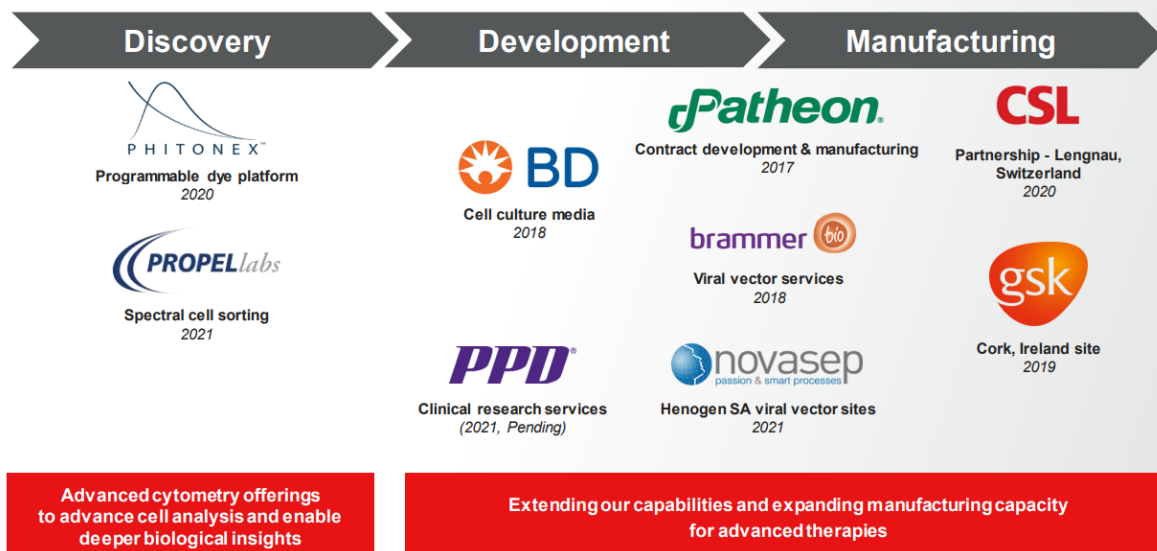 Discovery
Development
Manufacturing
PHITONEX™
Programmable dye platform
2020
PROPELlabs
Spectral cell sorting
2021
BD
Cell culture media
2018
PPD®
Clinical research services
(2021, Pending)
Patheon®
Contract development & manufacturing
2017
brammer bio
Viral vector services
2018
novasep
passion & smart processes
Henogen SA viral vector sites
2021
CSL
Partnership - Lengnau,
Switzerland
2020
gsk
Cork, Ireland site
2019
Advanced cytometry offerings
to advance cell analysis and enable
deeper biological insights
Extending our capabilities and expanding manufacturing capacity
for advanced therapies